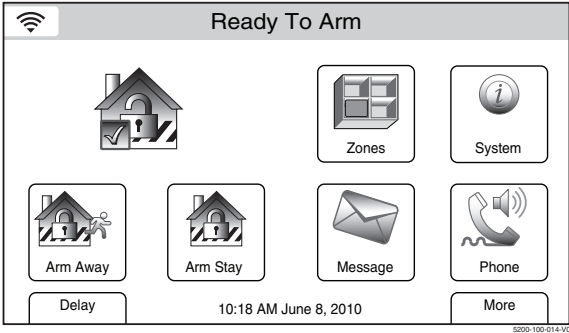 Ready To Arm
Zones
System
Arm Away
Arm Stay
Message
Phone
Delay
10:18 AM June 8, 2010
More
5200-100-014-V0